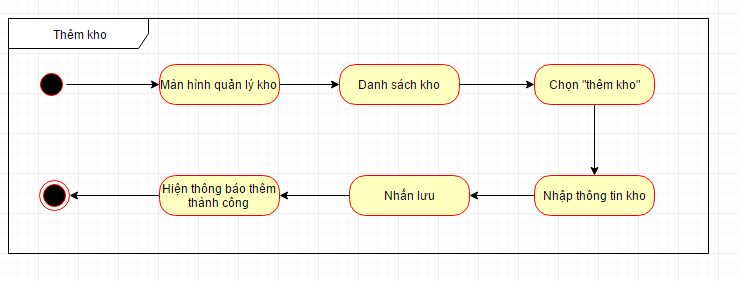 Thêm kho
Màn hình quản lý kho
Danh sách kho
Chọn "thêm kho"
Nhập thông tin kho
Nhấn lưu
Hiện thông báo thêm
thành công